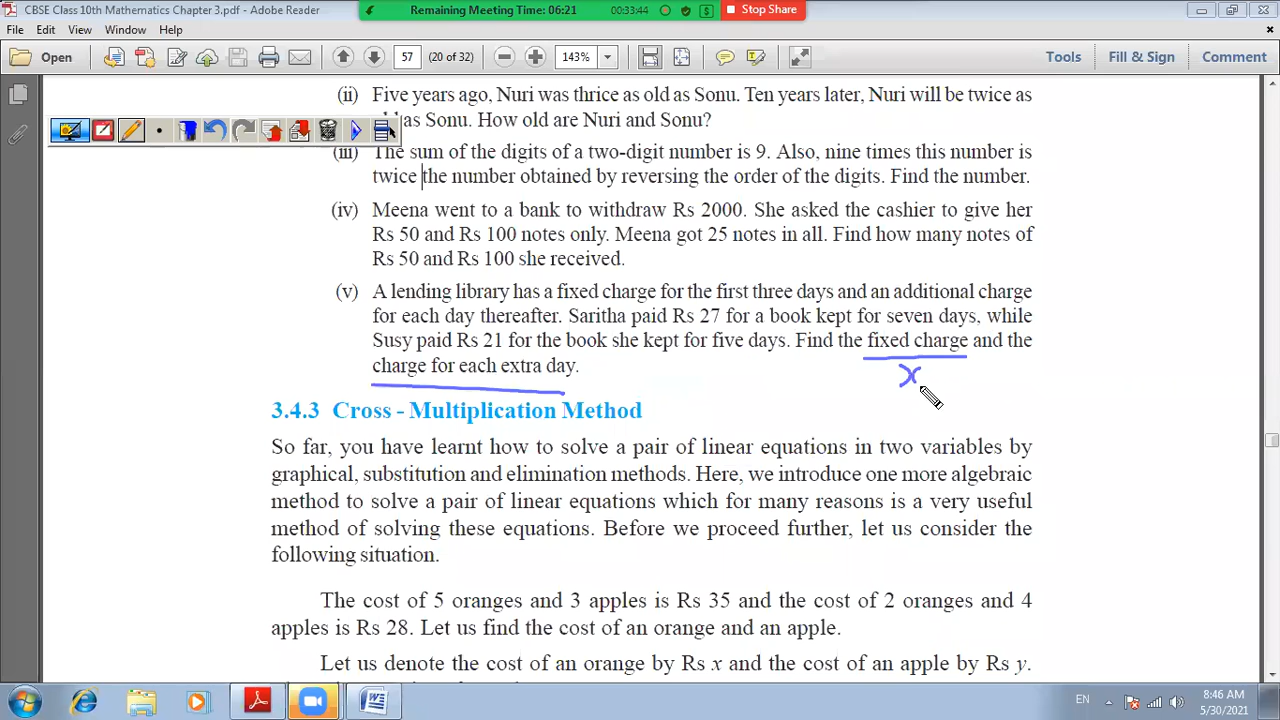 CBSE Class 10th Mathematics Chapter 3.pdf - Adobe Reader
Remaining Meeting Time: 06:21
00:33:44
Stop Share
File Edit View Window Help
Open
57 (20 of 32)
143%
Tools Fill & Sign Comment
(ii) Five years ago, Nuri was thrice as old as Sonu. Ten years later, Nuri will be twice as
as Sonu. How old are Nuri and Sonu?
(iii) The sum of the digits of a two-digit number is 9. Also, nine times this number is
twice the number obtained by reversing the order of the digits. Find the number.
(iv) Meena went to a bank to withdraw Rs 2000. She asked the cashier to give her
Rs 50 and Rs 100 notes only. Meena got 25 notes in all. Find how many notes of
Rs 50 and Rs 100 she received.
(v) A lending library has a fixed charge for the first three days and an additional charge
for each day thereafter. Saritha paid Rs 27 for a book kept for seven days, while
Susy paid Rs 21 for the book she kept for five days. Find the fixed charge and the
charge for each extra day.
x
3.4.3 Cross - Multiplication Method
So far, you have learnt how to solve a pair of linear equations in two variables by
graphical, substitution and elimination methods. Here, we introduce one more algebraic
method to solve a pair of linear equations which for many reasons is a very useful
method of solving these equations. Before we proceed further, let us consider the
following situation.
The cost of 5 oranges and 3 apples is Rs 35 and the cost of 2 oranges and 4
apples is Rs 28. Let us find the cost of an orange and an apple.
Let us denote the cost of an orange by Rs x and the cost of an apple by Rs y.
EN
8:46 AM
5/30/2021